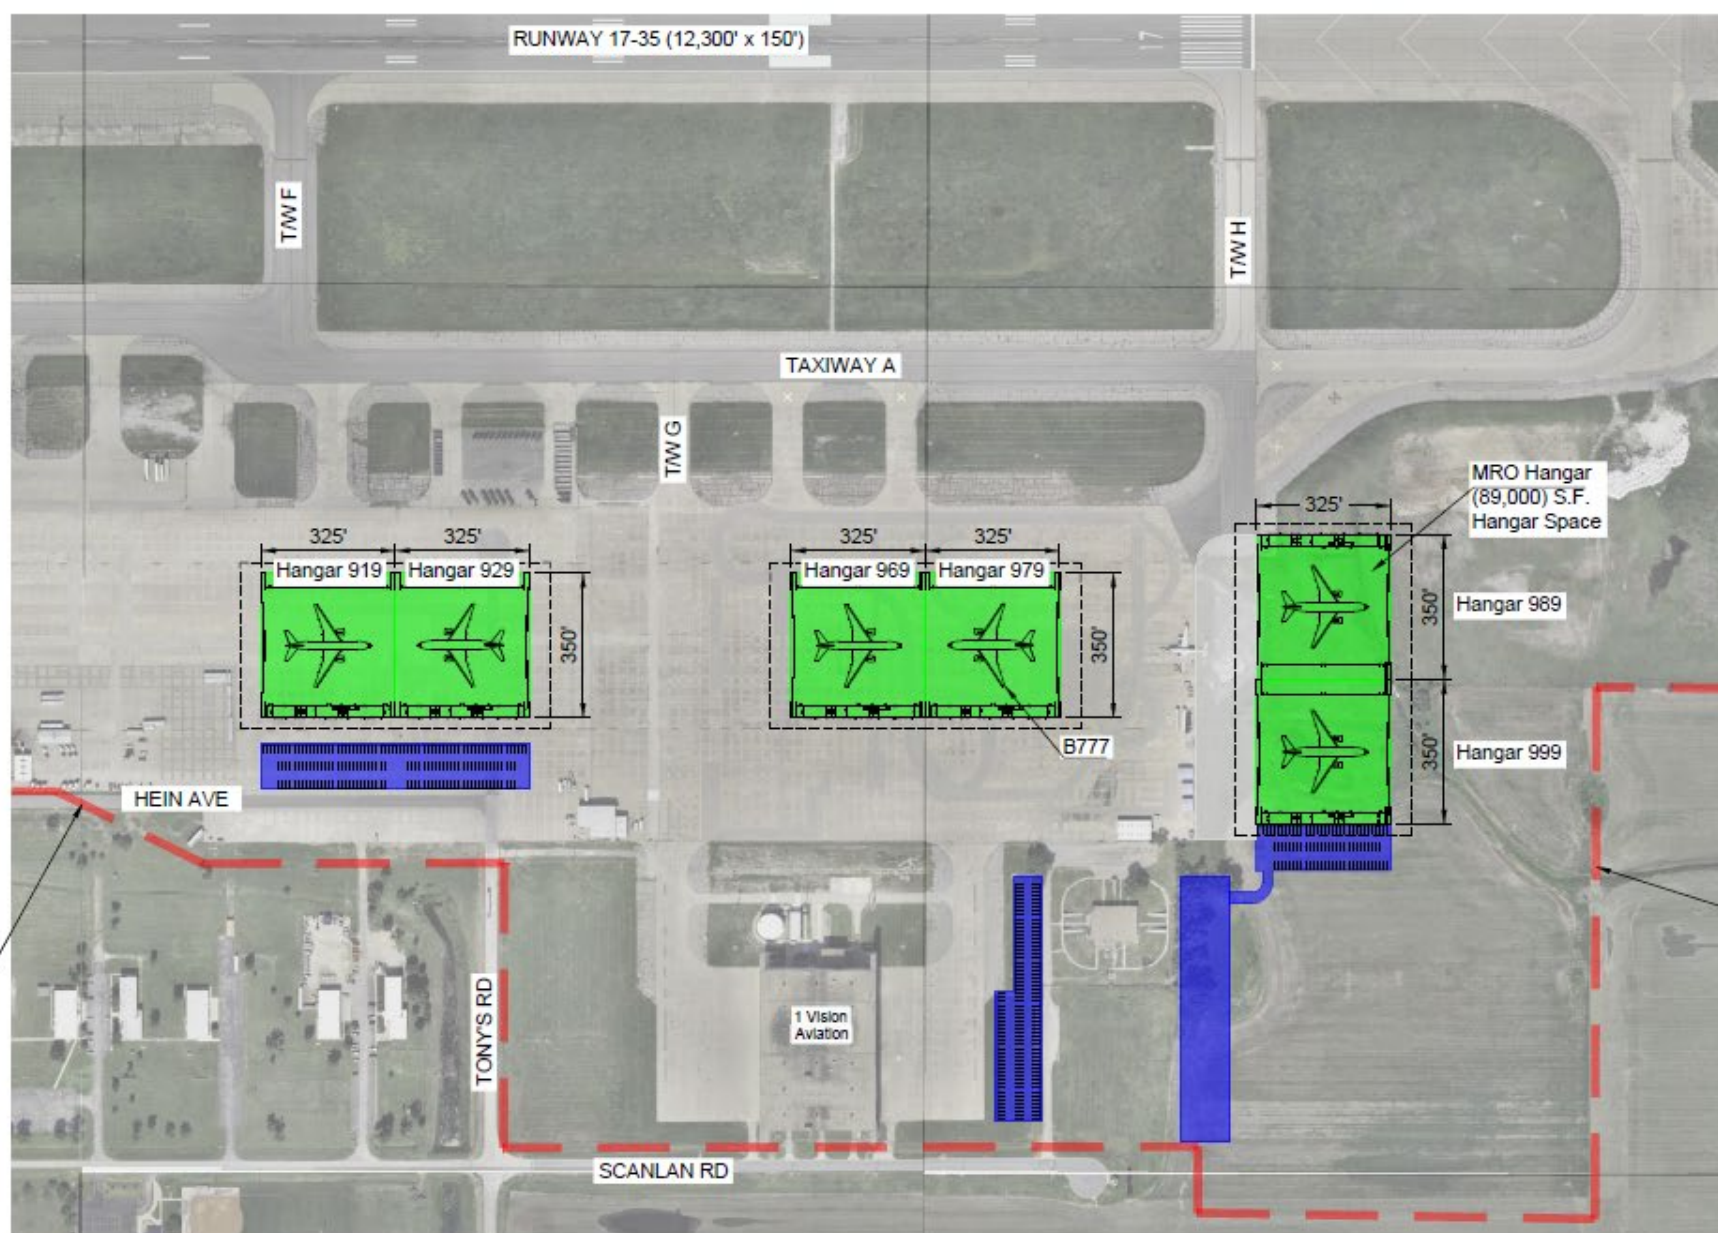 RUNWAY 17-35 (12,300' x 150')
17
T/W F
T/W H
TAXIWAY A
T/W G
MRO Hangar
(89,000) S.F.
Hangar Space
325'
325'
325'
325'
325'
Hangar 919
Hangar 929
Hangar 969
Hangar 979
350'
350'
350'
Hangar 989
350'
Hangar 999
B777
HEIN AVE
TONY'S RD
1 Vision
Aviation
SCANLAN RD